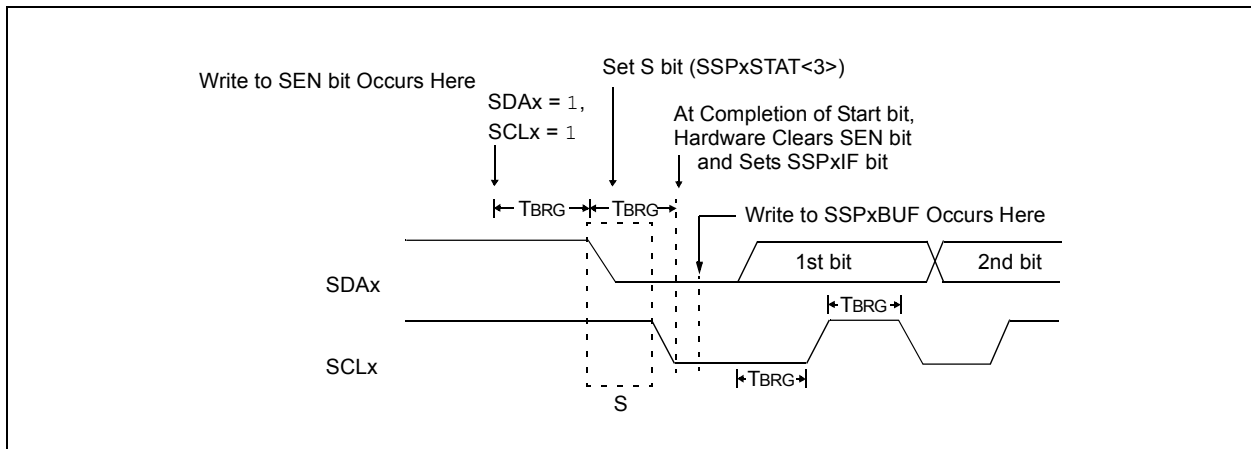 Write to SEN bit Occurs Here
SDAx = 1,
SCLx = 1
Set S bit (SSPxSTAT<3>)
At Completion of Start bit,
Hardware Clears SEN bit
and Sets SSPxIF bit
TBRG
TBRG
Write to SSPxBUF Occurs Here
SDAx
1st bit
2nd bit
TBRG
SCLx
TBRG
S